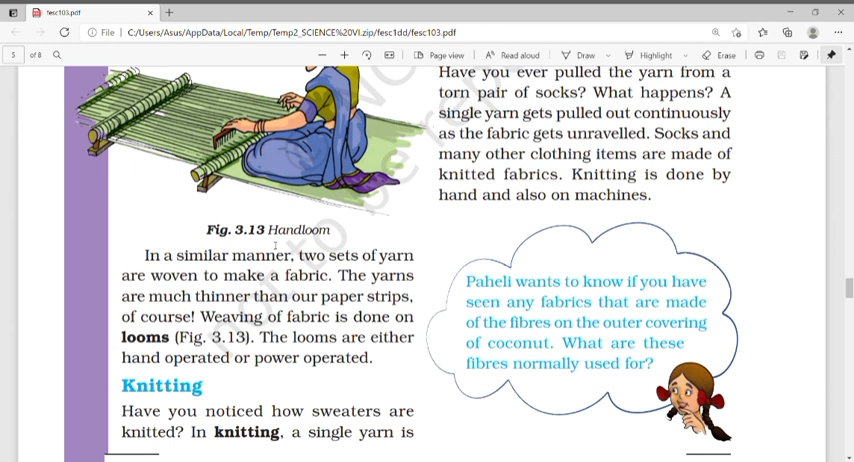 fesc103.pdf
File | C:/Users/Asus/AppData/Local/Temp/Temp2_SCIENCE%20VI.zip/fesc1dd/fesc103.pdf
5 of 8 Page view Read aloud Draw Highlight Erase
Fig. 3.13 Handloom
In a similar manner, two sets of yarn
are woven to make a fabric. The yarns
are much thinner than our paper strips,
of course! Weaving of fabric is done on
looms (Fig. 3.13). The looms are either
hand operated or power operated.
Knitting
Have you noticed how sweaters are
knitted? In knitting, a single yarn is
Have you ever pulled the yarn from a
torn pair of socks? What happens? A
single yarn gets pulled out continuously
as the fabric gets unravelled. Socks and
many other clothing items are made of
knitted fabrics. Knitting is done by
hand and also on machines.
Paheli wants to know if you have
seen any fabrics that are made
of the fibres on the outer covering
of coconut. What are these
fibres normally used for?
not to be rep